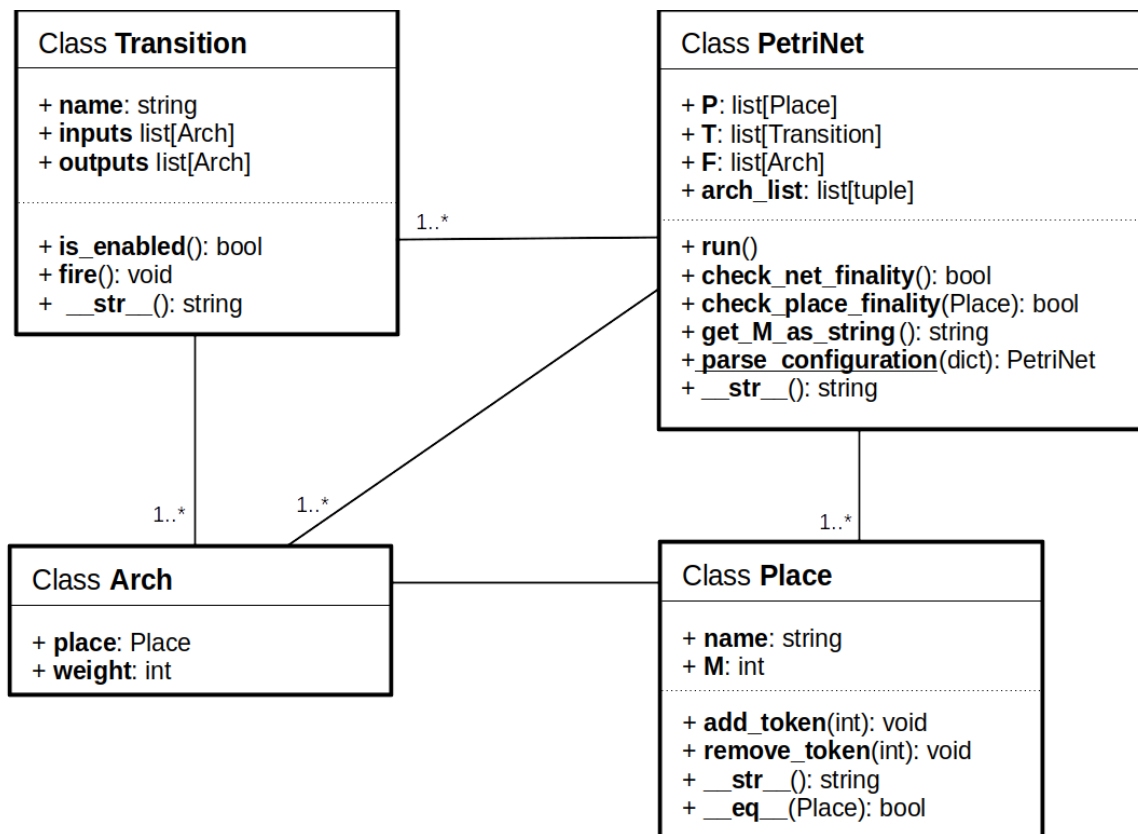 Class Transition
+ name: string
+ inputs list[Arch]
+ outputs list[Arch]
+ is_enabled(): bool
+ fire(): void
+ __str__(): string
Class PetriNet
+ P: list[Place]
+ T: list[Transition]
+ F: list[Arch]
+ arch_list: list[tuple]
+ run()
+ check_net_finality(): bool
+ check_place_finality(Place): bool
+ get_M_as_string(): string
+ parse_configuration(dict): PetriNet
+ __str__(): string
1..*
1..*
1..*
1..*
Class Arch
+ place: Place
+ weight: int
Class Place
+ name: string
+ M: int
+ add_token(int): void
+ remove_token(int): void
+ __str__(): string
+ __eq__(Place): bool